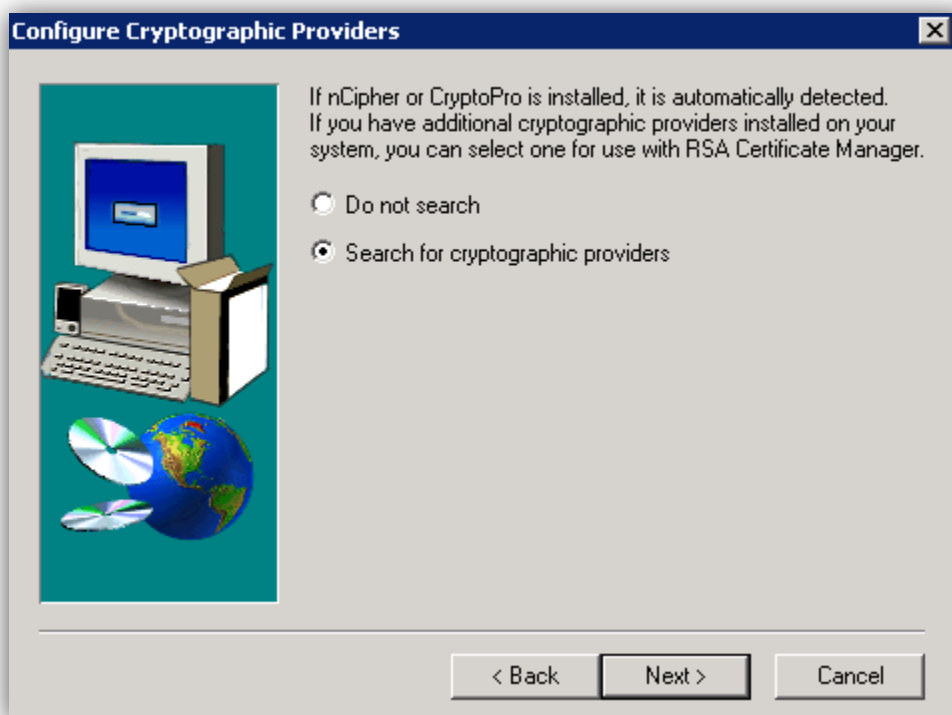 Configure Cryptographic Providers
If nCipher or CryptoPro is installed, it is automatically detected.
If you have additional cryptographic providers installed on your
system, you can select one for use with RSA Certificate Manager.
Do not search
Search for cryptographic providers
< Back
Next >
Cancel